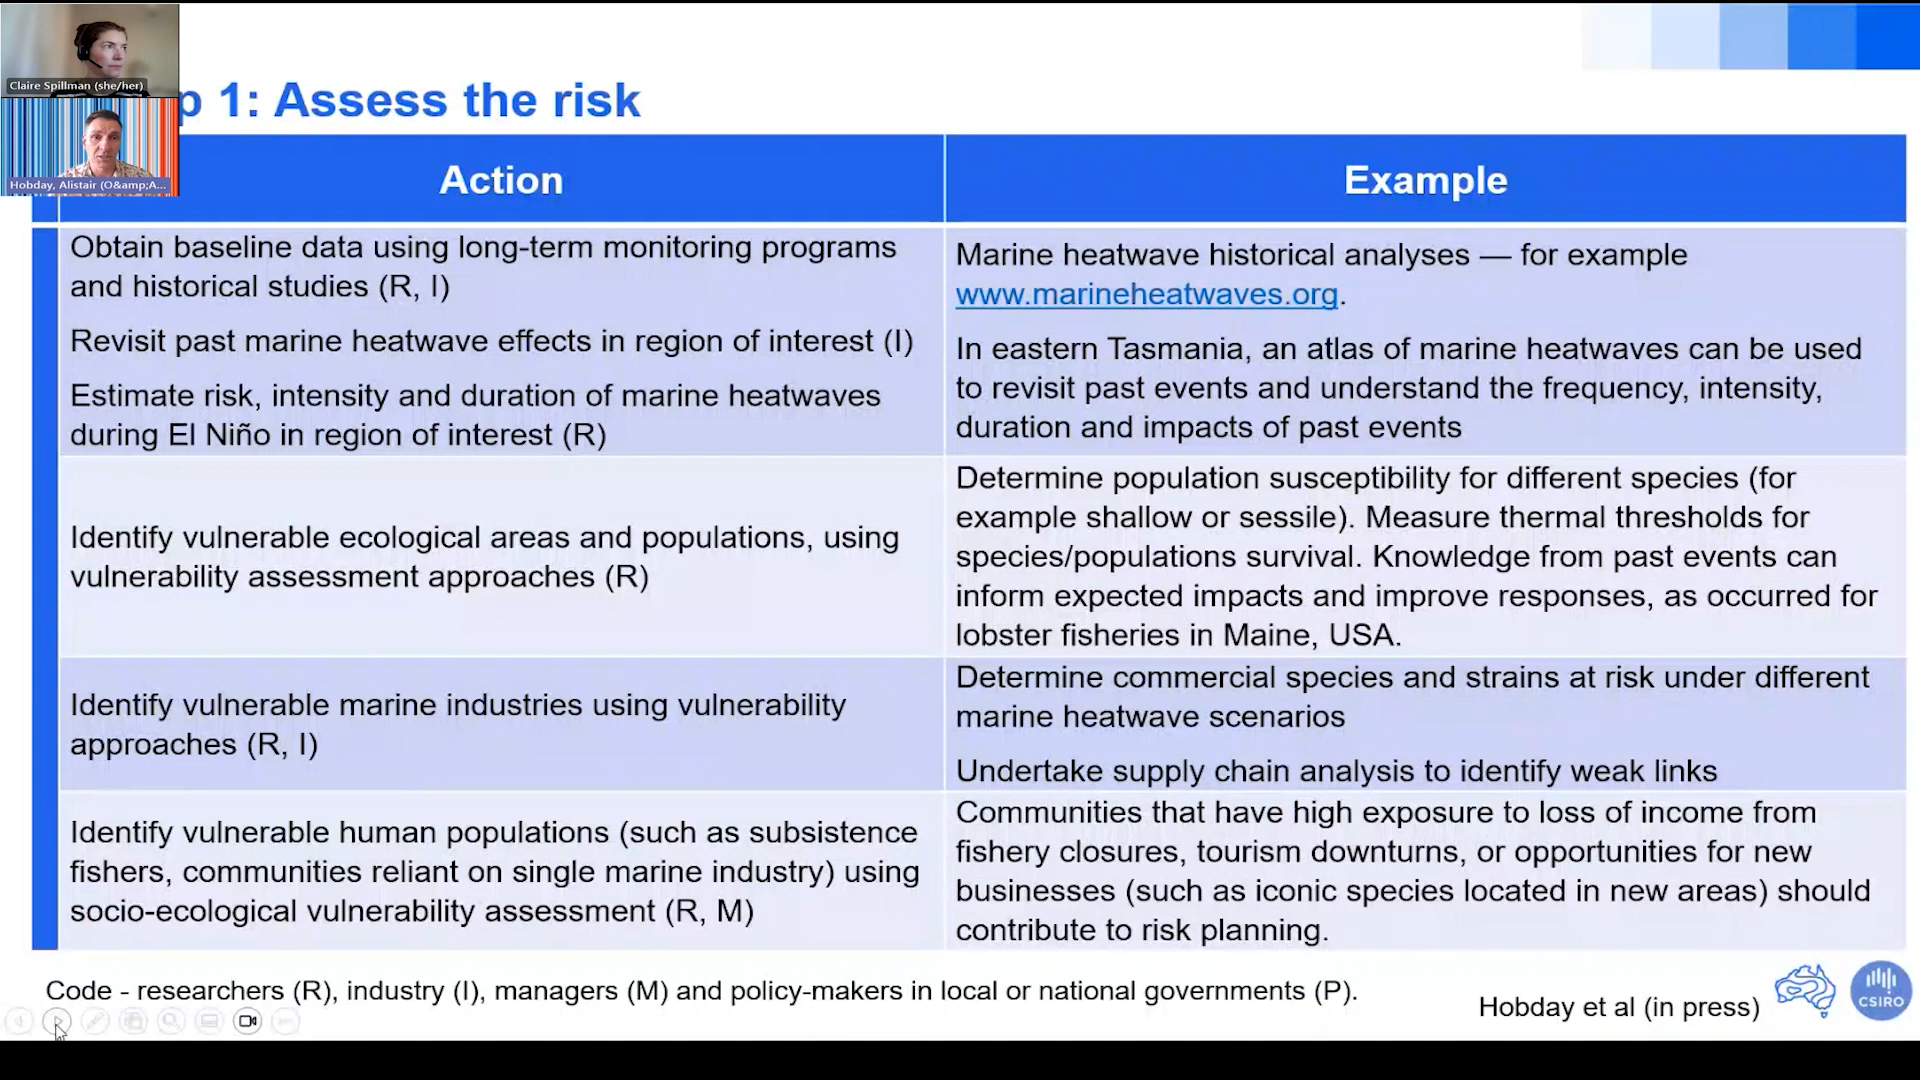 Claire Spillman (she/her)
p 1: Assess the risk
Hobday, Alistair (O&amp;A...
Action
Example
Obtain baseline data using long-term monitoring programs
and historical studies (R, I)
Revisit past marine heatwave effects in region of interest (I)
Estimate risk, intensity and duration of marine heatwaves
during El Niño in region of interest (R)
Marine heatwave historical analyses — for example
www.marineheatwaves.org.
In eastern Tasmania, an atlas of marine heatwaves can be used
to revisit past events and understand the frequency, intensity,
duration and impacts of past events
Identify vulnerable ecological areas and populations, using
vulnerability assessment approaches (R)
Determine population susceptibility for different species (for
example shallow or sessile). Measure thermal thresholds for
species/populations survival. Knowledge from past events can
inform expected impacts and improve responses, as occurred for
lobster fisheries in Maine, USA.
Identify vulnerable marine industries using vulnerability
approaches (R, I)
Determine commercial species and strains at risk under different
marine heatwave scenarios
Undertake supply chain analysis to identify weak links
Identify vulnerable human populations (such as subsistence
fishers, communities reliant on single marine industry) using
socio-ecological vulnerability assessment (R, M)
Communities that have high exposure to loss of income from
fishery closures, tourism downturns, or opportunities for new
businesses (such as iconic species located in new areas) should
contribute to risk planning.
Code - researchers (R), industry (I), managers (M) and policy-makers in local or national governments (P).
Hobday et al (in press)
CSIRO